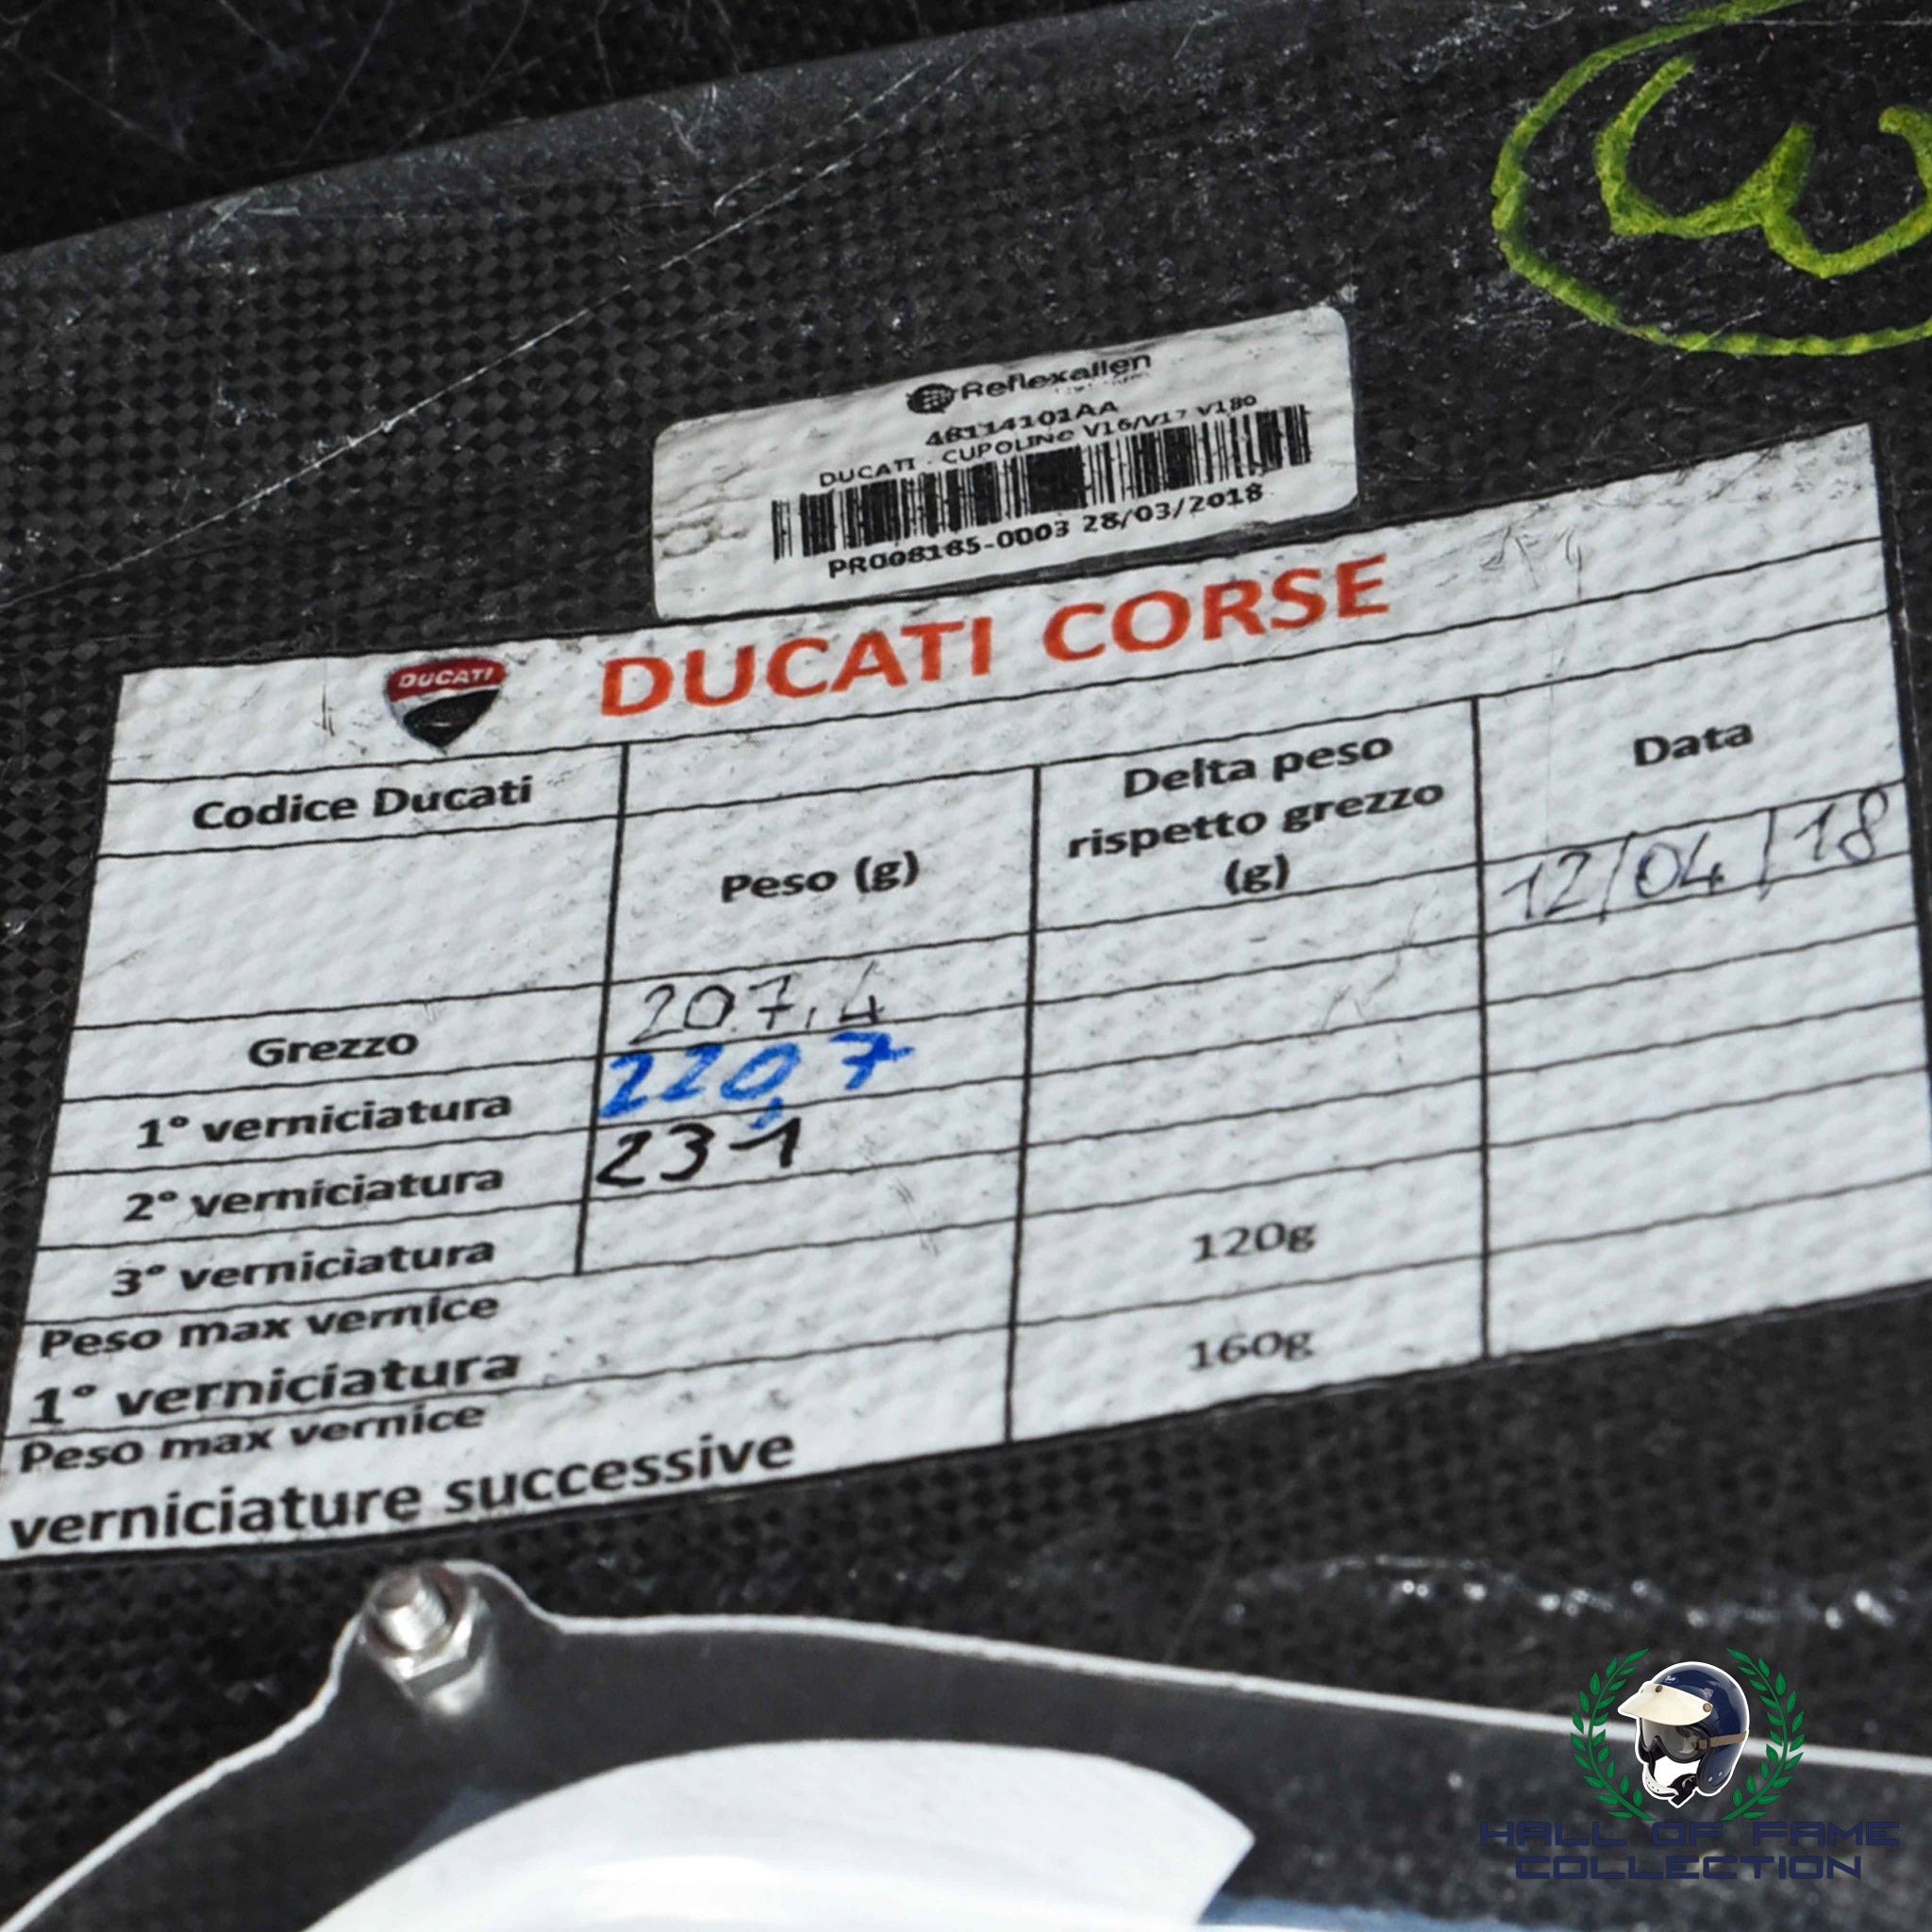 Reflexallen
48114101AA
DUCATI - CUPOLINO V16/V17 V180
PR008165-0003 28/03/2018
DUCATI
DUCATI CORSE
Codice Ducati
Peso (g)
Delta peso
rispetto grezzo
(g)
Data
Grezzo 207,4 12/04/18
1° verniciatura 220,7
2° verniciatura 231
3° verniciatura
Peso max vernice
1° verniciatura 120g
Peso max vernice
verniciature successive 160g
HALL OF FAME
COLLECTION